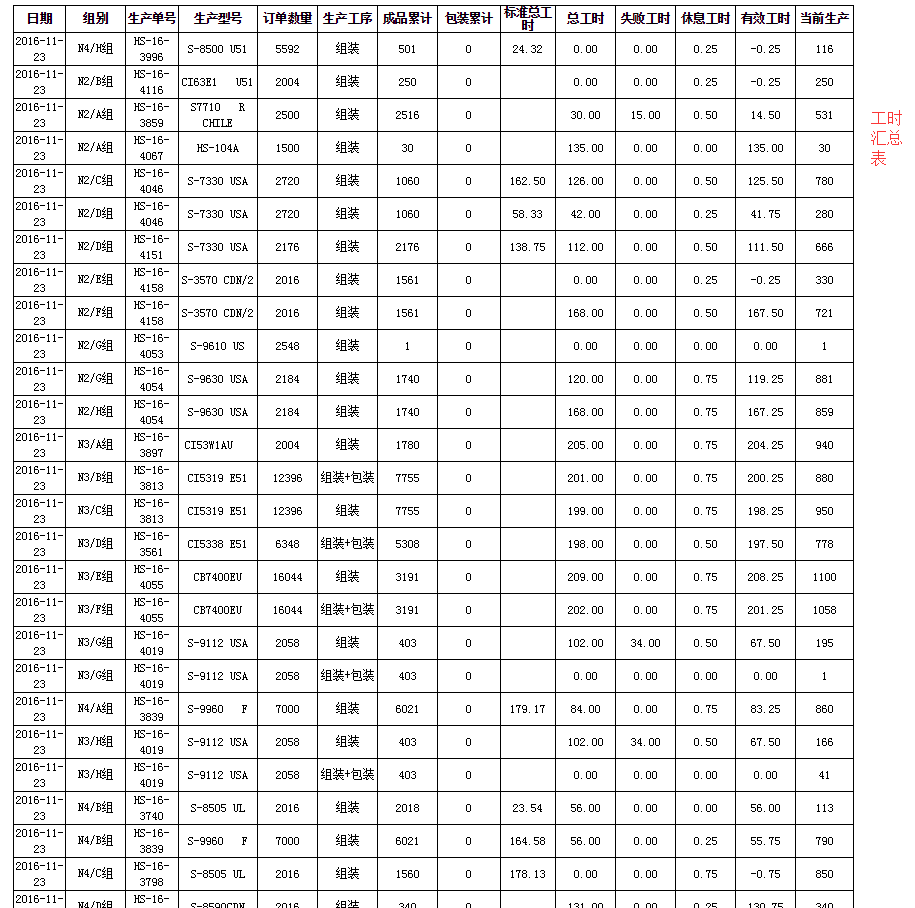 日期 组别 生产单号 生产型号 订单数量 生产工序 成品累计 包装累计 标准总工时 总工时 失败工时 休息工时 有效工时 当前生产
2016-11-23 N4/H组 HS-16-3996 S-8500 U51 5592 组装 501 0 24.32 0.00 0.00 0.25 -0.25 116
2016-11-23 N2/B组 HS-16-4116 CI63E1 U51 2004 组装 250 0 0.00 0.00 0.25 -0.25 250
2016-11-23 N2/A组 HS-16-3859 S7710 R CHILE 2500 组装 2516 0 30.00 15.00 0.50 14.50 531
2016-11-23 N2/A组 HS-16-4067 HS-104A 1500 组装 30 0 135.00 0.00 0.00 135.00 30
2016-11-23 N2/C组 HS-16-4046 S-7330 USA 2720 组装 1060 0 162.50 126.00 0.00 0.50 125.50 780
2016-11-23 N2/D组 HS-16-4046 S-7330 USA 2720 组装 1060 0 58.33 42.00 0.00 0.25 41.75 280
2016-11-23 N2/D组 HS-16-4151 S-7330 USA 2176 组装 2176 0 138.75 112.00 0.00 0.50 111.50 666
2016-11-23 N2/E组 HS-16-4158 S-3570 CDN/2 2016 组装 1561 0 0.00 0.00 0.25 -0.25 330
2016-11-23 N2/F组 HS-16-4158 S-3570 CDN/2 2016 组装 1561 0 168.00 0.00 0.50 167.50 721
2016-11-23 N2/G组 HS-16-4053 S-9610 US 2548 组装 1 0 0.00 0.00 0.00 0.00 1
2016-11-23 N2/G组 HS-16-4054 S-9630 USA 2184 组装 1740 0 120.00 0.00 0.75 119.25 881
2016-11-23 N2/H组 HS-16-4054 S-9630 USA 2184 组装 1740 0 168.00 0.00 0.75 167.25 859
2016-11-23 N3/A组 HS-16-3897 CI53W1AU 2004 组装 1780 0 205.00 0.00 0.75 204.25 940
2016-11-23 N3/B组 HS-16-3813 CI5319 E51 12396 组装+包装 7755 0 201.00 0.00 0.75 200.25 880
2016-11-23 N3/C组 HS-16-3813 CI5319 E51 12396 组装 7755 0 199.00 0.00 0.75 198.25 950
2016-11-23 N3/D组 HS-16-3561 CI5338 E51 6348 组装+包装 5308 0 198.00 0.00 0.50 197.50 778
2016-11-23 N3/E组 HS-16-4055 CB7400EU 16044 组装 3191 0 209.00 0.00 0.75 208.25 1100
2016-11-23 N3/F组 HS-16-4055 CB7400EU 16044 组装+包装 3191 0 202.00 0.00 0.75 201.25 1058
2016-11-23 N3/G组 HS-16-4019 S-9112 USA 2058 组装 403 0 102.00 34.00 0.50 67.50 195
2016-11-23 N3/G组 HS-16-4019 S-9112 USA 2058 组装+包装 403 0 0.00 0.00 0.00 0.00 1
2016-11-23 N4/A组 HS-16-3839 S-9960 F 7000 组装 6021 0 179.17 84.00 0.00 0.75 83.25 860
2016-11-23 N3/H组 HS-16-4019 S-9112 USA 2058 组装 403 0 102.00 34.00 0.50 67.50 166
2016-11-23 N3/H组 HS-16-4019 S-9112 USA 2058 组装+包装 403 0 0.00 0.00 0.00 0.00 41
2016-11-23 N4/B组 HS-16-3740 S-8505 UL 2016 组装 2018 0 23.54 56.00 0.00 0.00 56.00 113
2016-11-23 N4/B组 HS-16-3839 S-9960 F 7000 组装 6021 0 164.58 56.00 0.00 0.25 55.75 790
2016-11-23 N4/C组 HS-16-3798 S-8505 UL 2016 组装 1560 0 178.13 0.00 0.00 0.75 -0.75 850
2016-11- N4/D组 HS-16- S-8590CDN 2016 组装 340 0 131.00 0.00 0.25 130.75 340
工时
汇总
表